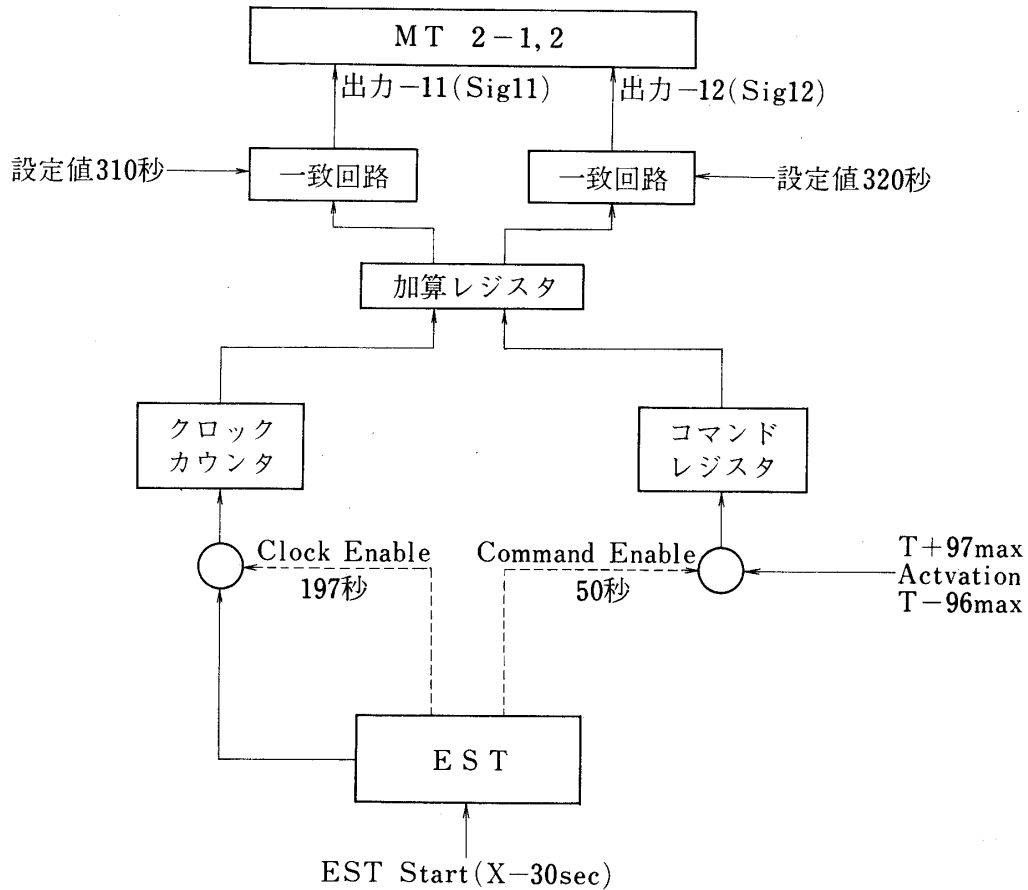 MT 2-1,2
出力-11(Sig11)
出力-12(Sig12)
設定値310秒
一致回路
一致回路
設定値320秒
加算レジスタ
クロック
カウンタ
コマンド
レジスタ
Clock Enable
197秒
Command Enable
50秒
T+97max
Actvation
T-96max
EST
EST Start(X-30sec)